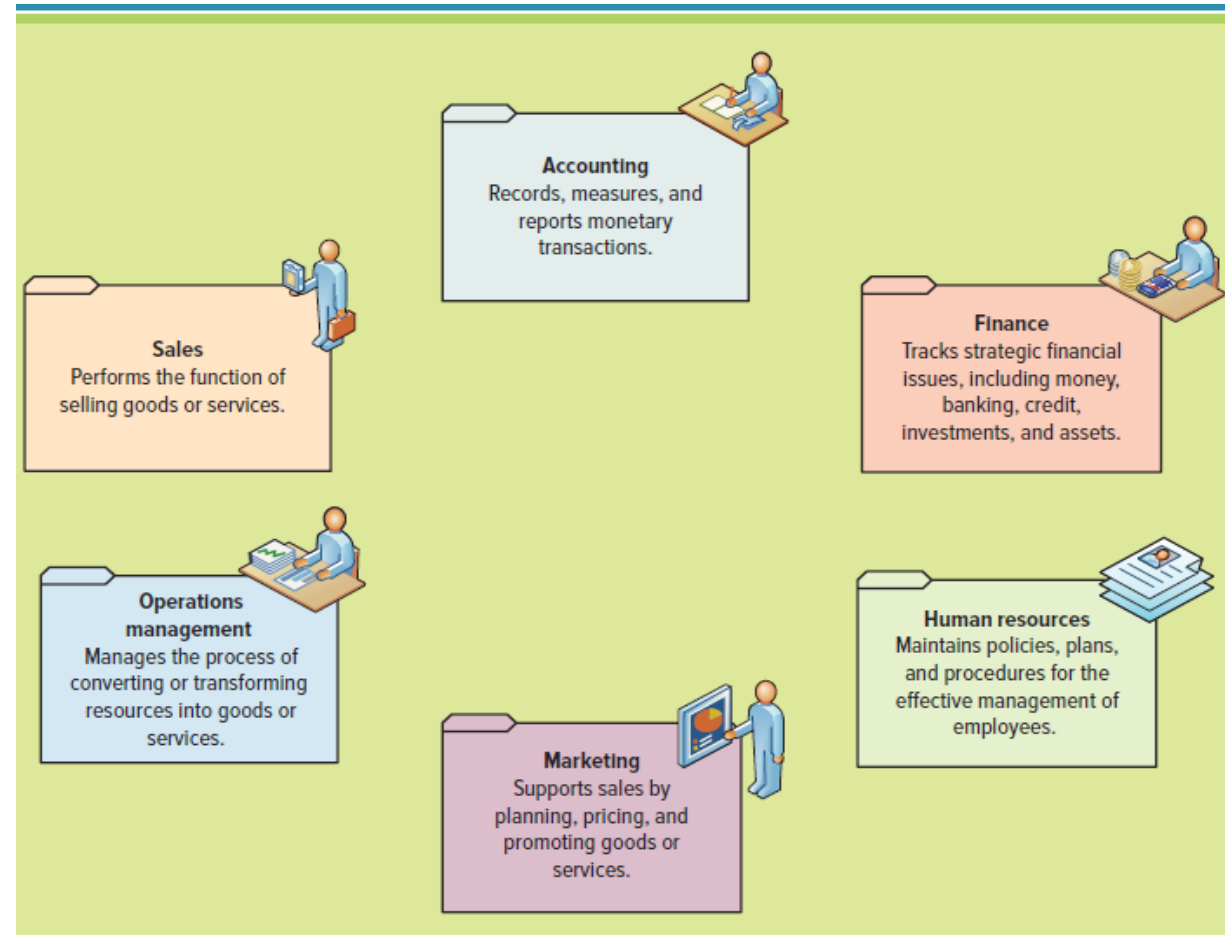 Accounting
Records, measures, and
reports monetary
transactions.
Sales
Performs the function of
selling goods or services.
Finance
Tracks strategic financial
issues, including money,
banking, credit,
investments, and assets.
Operations
management
Manages the process of
converting or transforming
resources into goods or
services.
Human resources
Maintains policies, plans,
and procedures for the
effective management of
employees.
Marketing
Supports sales by
planning, pricing, and
promoting goods or
services.